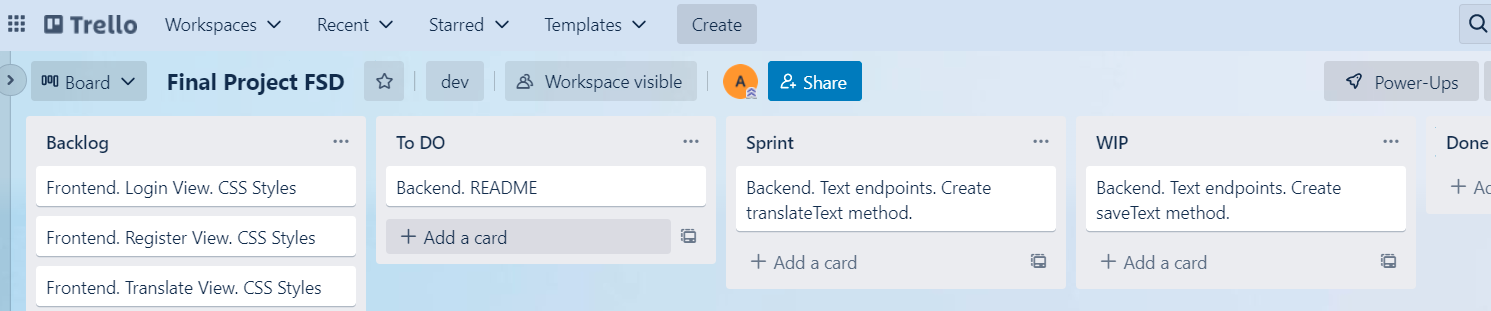 Trello Workspaces Recent Starred Templates Create
Board Final Project FSD dev Workspace visible A Share Power-Ups
Backlog
Frontend. Login View. CSS Styles
Frontend. Register View. CSS Styles
Frontend. Translate View. CSS Styles
To DO
Backend. README
+ Add a card
Sprint
Backend. Text endpoints. Create
translateText method.
+ Add a card
WIP
Backend. Text endpoints. Create
saveText method.
+ Add a card
Done